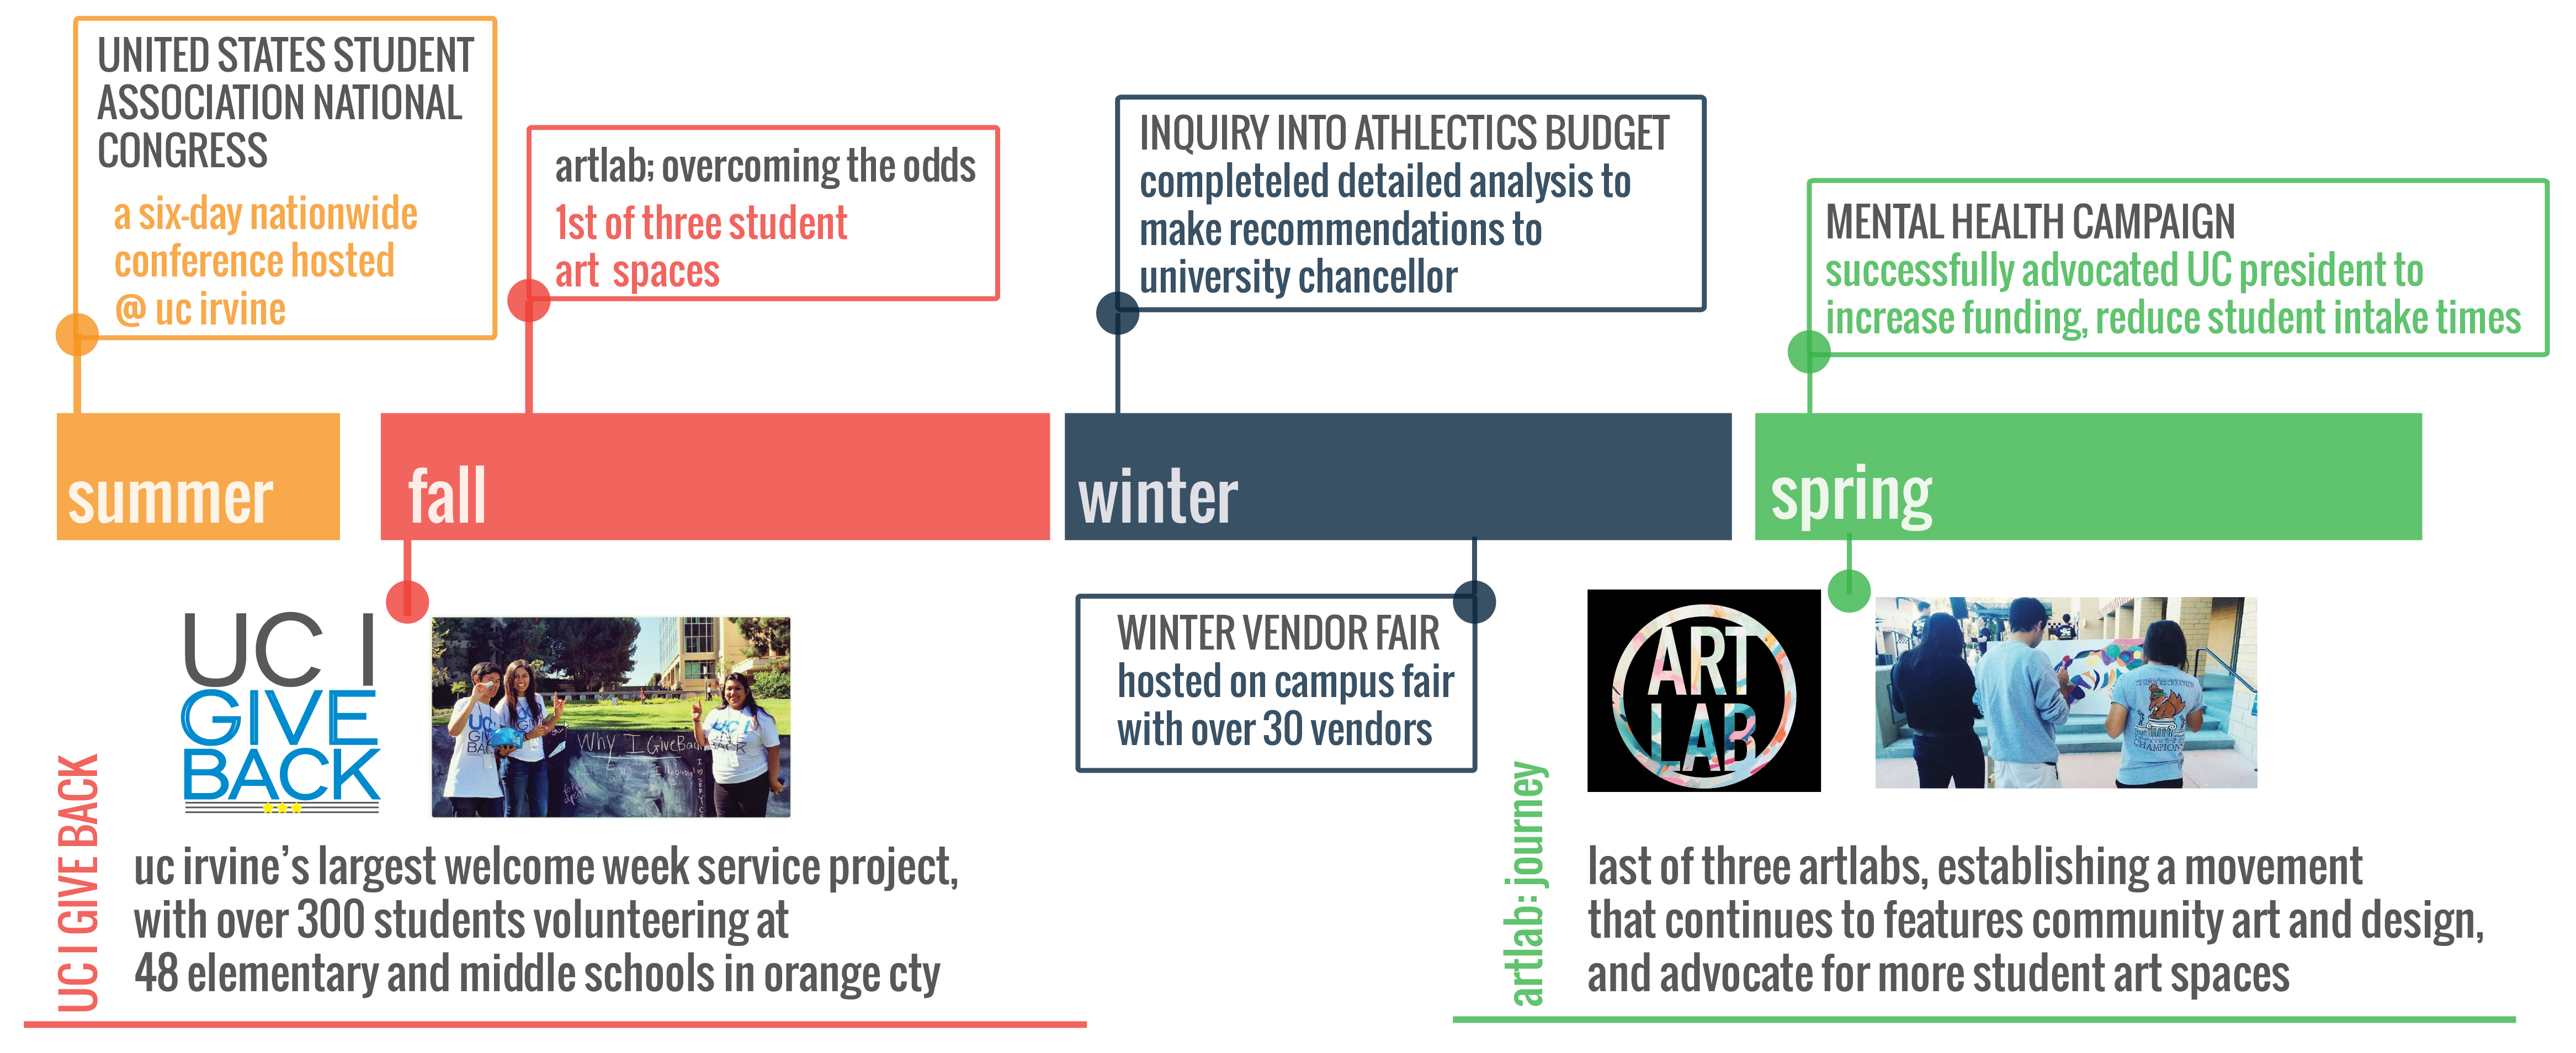 UNITED STATES STUDENT
ASSOCIATION NATIONAL
CONGRESS
a six-day nationwide
conference hosted
@ uc irvine
artlab; overcoming the odds
1st of three student
art spaces
INQUIRY INTO ATHLECTICS BUDGET
completeled detailed analysis to
make recommendations to
university chancellor
MENTAL HEALTH CAMPAIGN
successfully advocated UC president to
increase funding, reduce student intake times
summer
fall
winter
spring
UC I
GIVE
BACK
UC I
GIVE
BACK
Why I GiveBack
UC I
BACK
WINTER VENDOR FAIR
hosted on campus fair
with over 30 vendors
ART
LAB
CHAMPION
UC I GIVE BACK
uc irvine’s largest welcome week service project,
with over 300 students volunteering at
48 elementary and middle schools in orange cty
artlab: journey
last of three artlabs, establishing a movement
that continues to features community art and design,
and advocate for more student art spaces